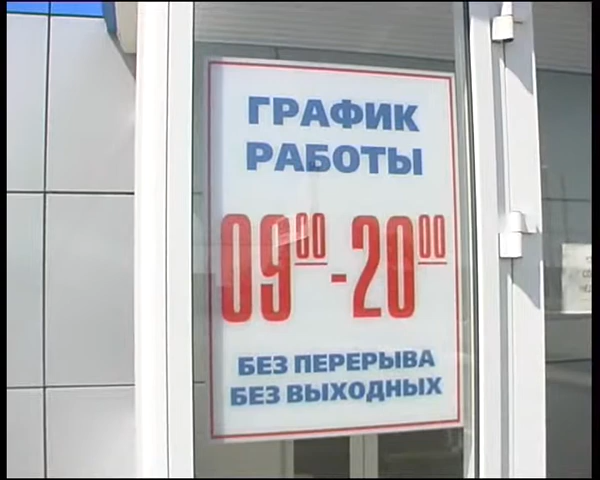 ГРАФИК
РАБОТЫ
09⁰⁰-20⁰⁰
БЕЗ ПЕРЕРЫВА
БЕЗ ВЫХОДНЫХ